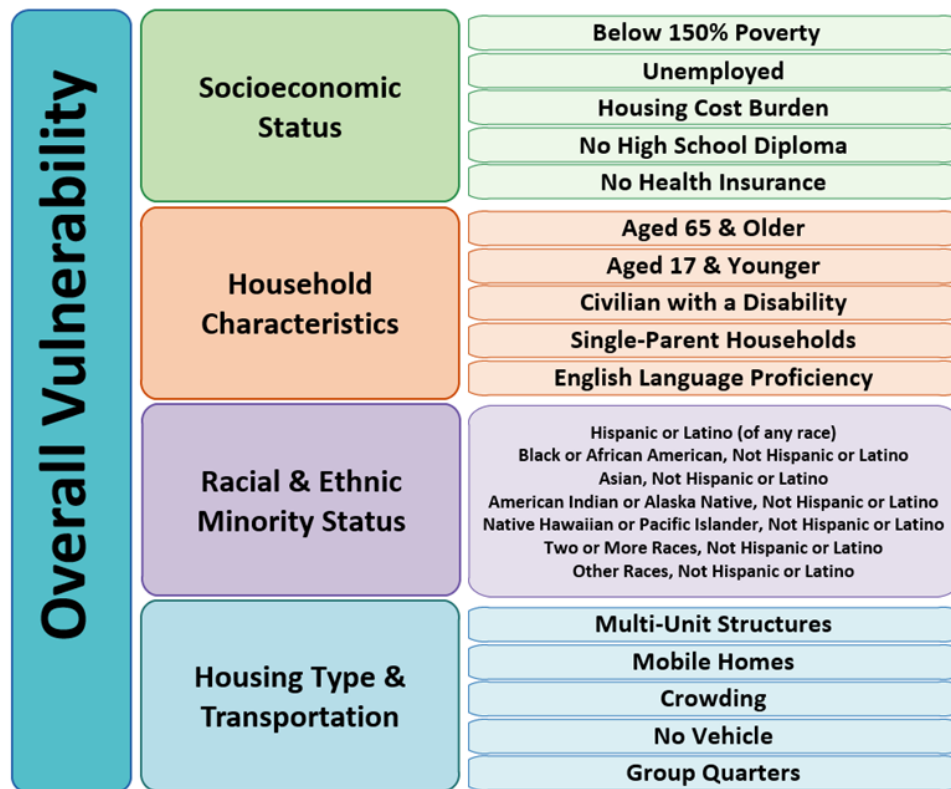 Overall Vulnerability
Socioeconomic
Status
Below 150% Poverty
Unemployed
Housing Cost Burden
No High School Diploma
No Health Insurance
Household
Characteristics
Aged 65 & Older
Aged 17 & Younger
Civilian with a Disability
Single-Parent Households
English Language Proficiency
Racial & Ethnic
Minority Status
Hispanic or Latino (of any race)
Black or African American, Not Hispanic or Latino
Asian, Not Hispanic or Latino
American Indian or Alaska Native, Not Hispanic or Latino
Native Hawaiian or Pacific Islander, Not Hispanic or Latino
Two or More Races, Not Hispanic or Latino
Other Races, Not Hispanic or Latino
Housing Type &
Transportation
Multi-Unit Structures
Mobile Homes
Crowding
No Vehicle
Group Quarters